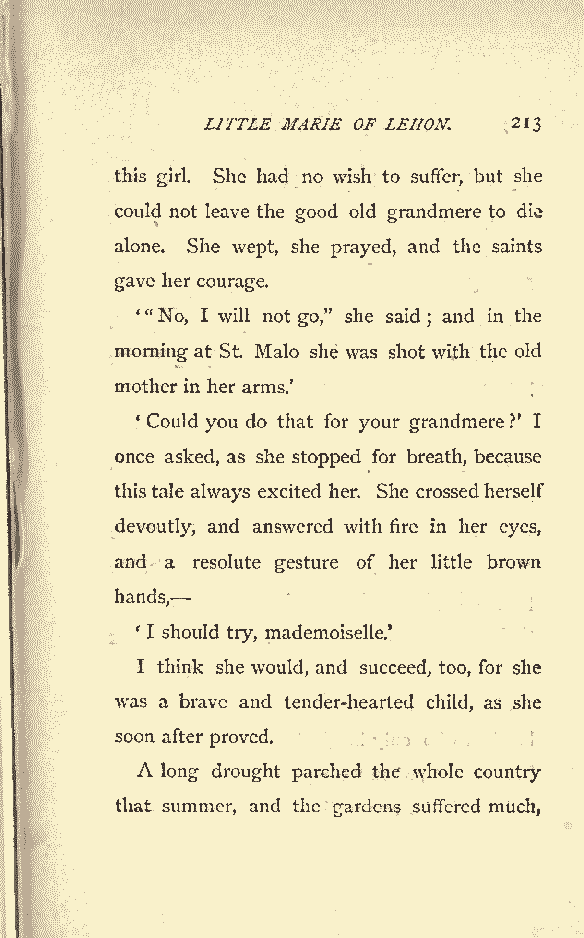 LITTLE MARIE OF LEHON. 213
this girl. She had no wish to suffer, but she
could not leave the good old grandmere to die
alone. She wept, she prayed, and the saints
gave her courage.
‘“No, I will not go,” she said; and in the
morning at St. Malo she was shot with the old
mother in her arms.’
‘Could you do that for your grandmere?’ I
once asked, as she stopped for breath, because
this tale always excited her. She crossed herself
devoutly, and answered with fire in her eyes,
and a resolute gesture of her little brown
hands,—
‘I should try, mademoiselle.’
I think she would, and succeed, too, for she
was a brave and tender-hearted child, as she
soon after proved.
A long drought parched the whole country
that summer, and the gardens suffered much,